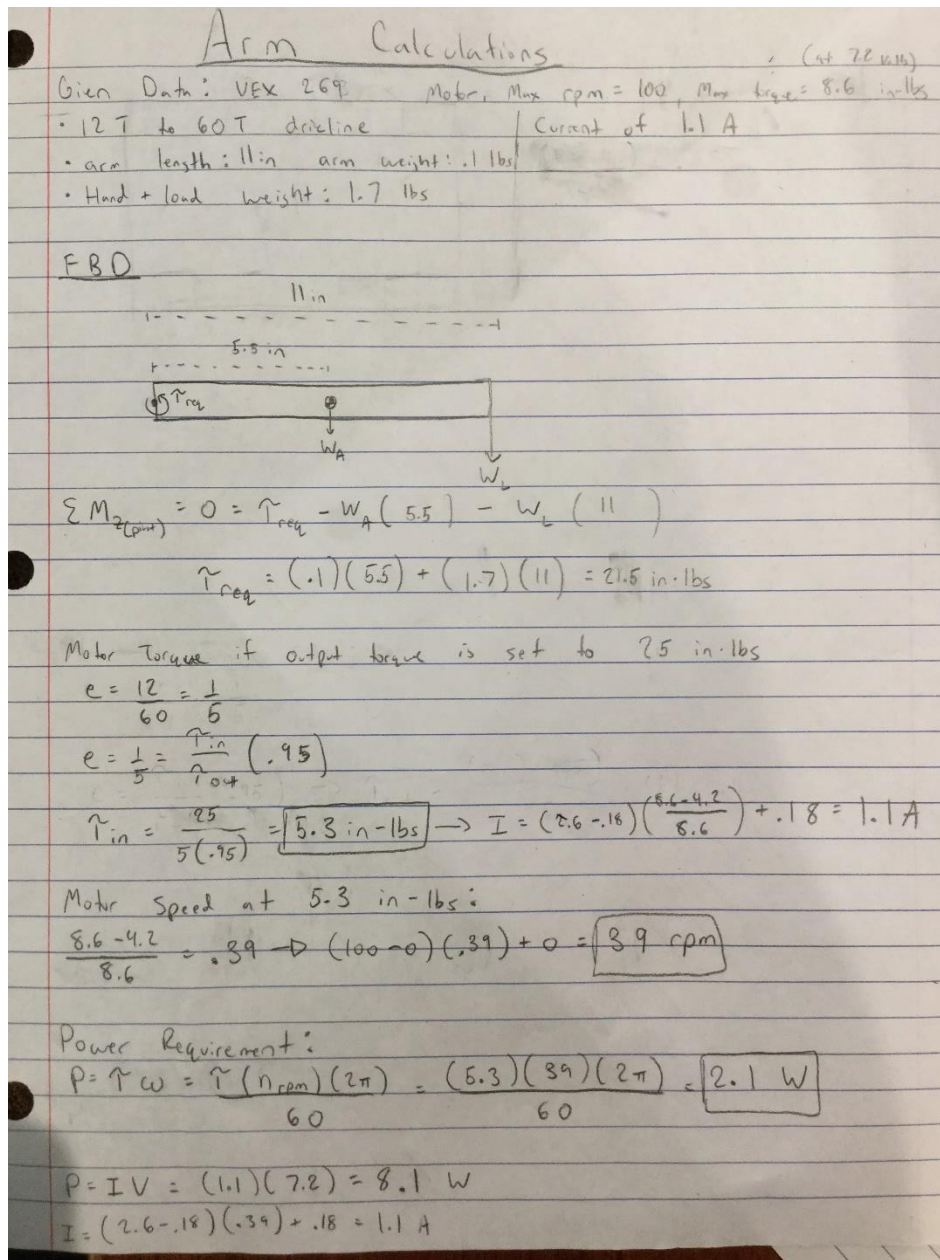 Arm Calculations
(at 7.2 volts)
Gien Data: VEX 269 Motor, Max rpm = 100, Max torque = 8.6 in-lbs
· 12 T to 60 T driveline | Current of 1.1 A
· arm length: 11in arm weight: .1 lbs
· Hand + load weight: 1.7 lbs
FBD
11 in
5.5 in
τreq
WA
WL
ΣMz(point) = 0 = τreq - WA (5.5) - WL (11)
τreq = (.1)(5.5) + (1.7)(11) = 21.5 in·lbs
Motor Torque if output torque is set to 25 in·lbs
e = 12/60 = 1/5
e = 1/5 = τin/τout (.95)
τin = 25/5(.95) = 5.3 in-lbs → I = (2.6-.18)(8.6-4.2/8.6) + .18 = 1.1 A
Motor Speed at 5.3 in-lbs:
8.6-4.2/8.6 = .39 → (100-0)(.39) + 0 = 39 rpm
Power Requirement:
P = τω = τ(nrpm)(2π)/60 = (5.3)(39)(2π)/60 = 2.1 W
P = IV = (1.1)(7.2) = 8.1 W
I = (2.6-.18)(.39) + .18 = 1.1 A